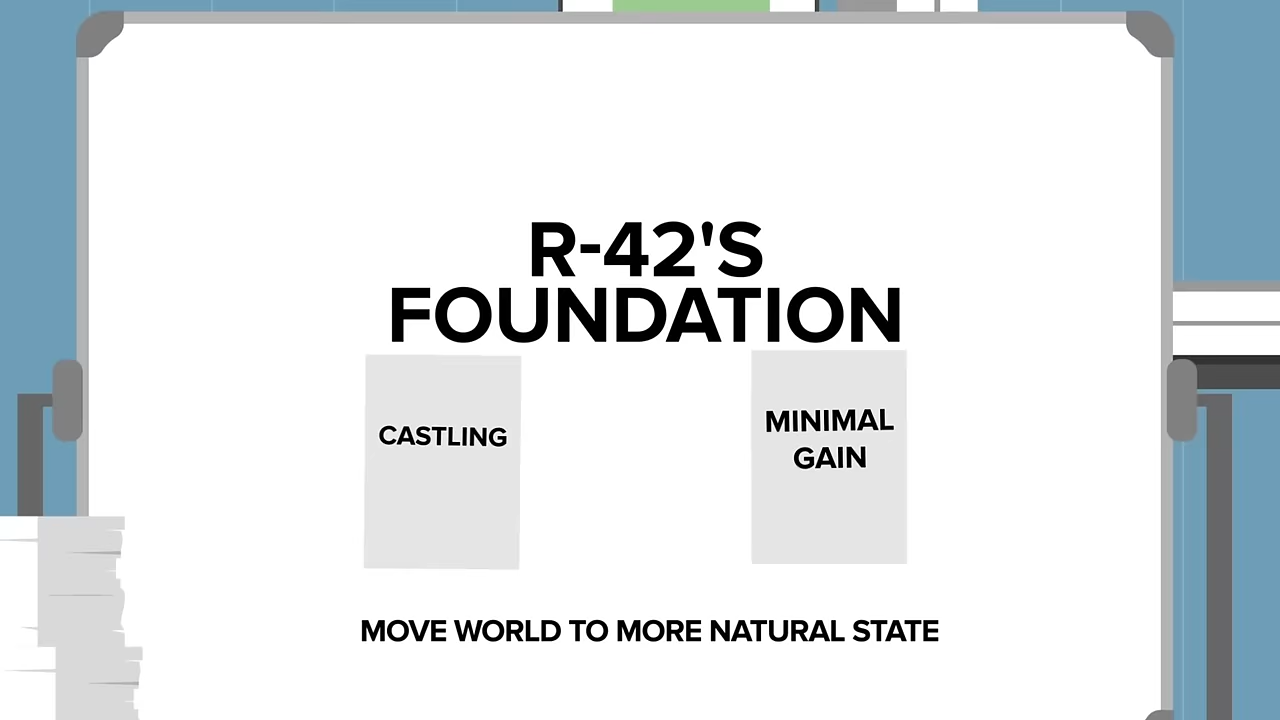 R-42'S
FOUNDATION
CASTLING
MINIMAL
GAIN
MOVE WORLD TO MORE NATURAL STATE